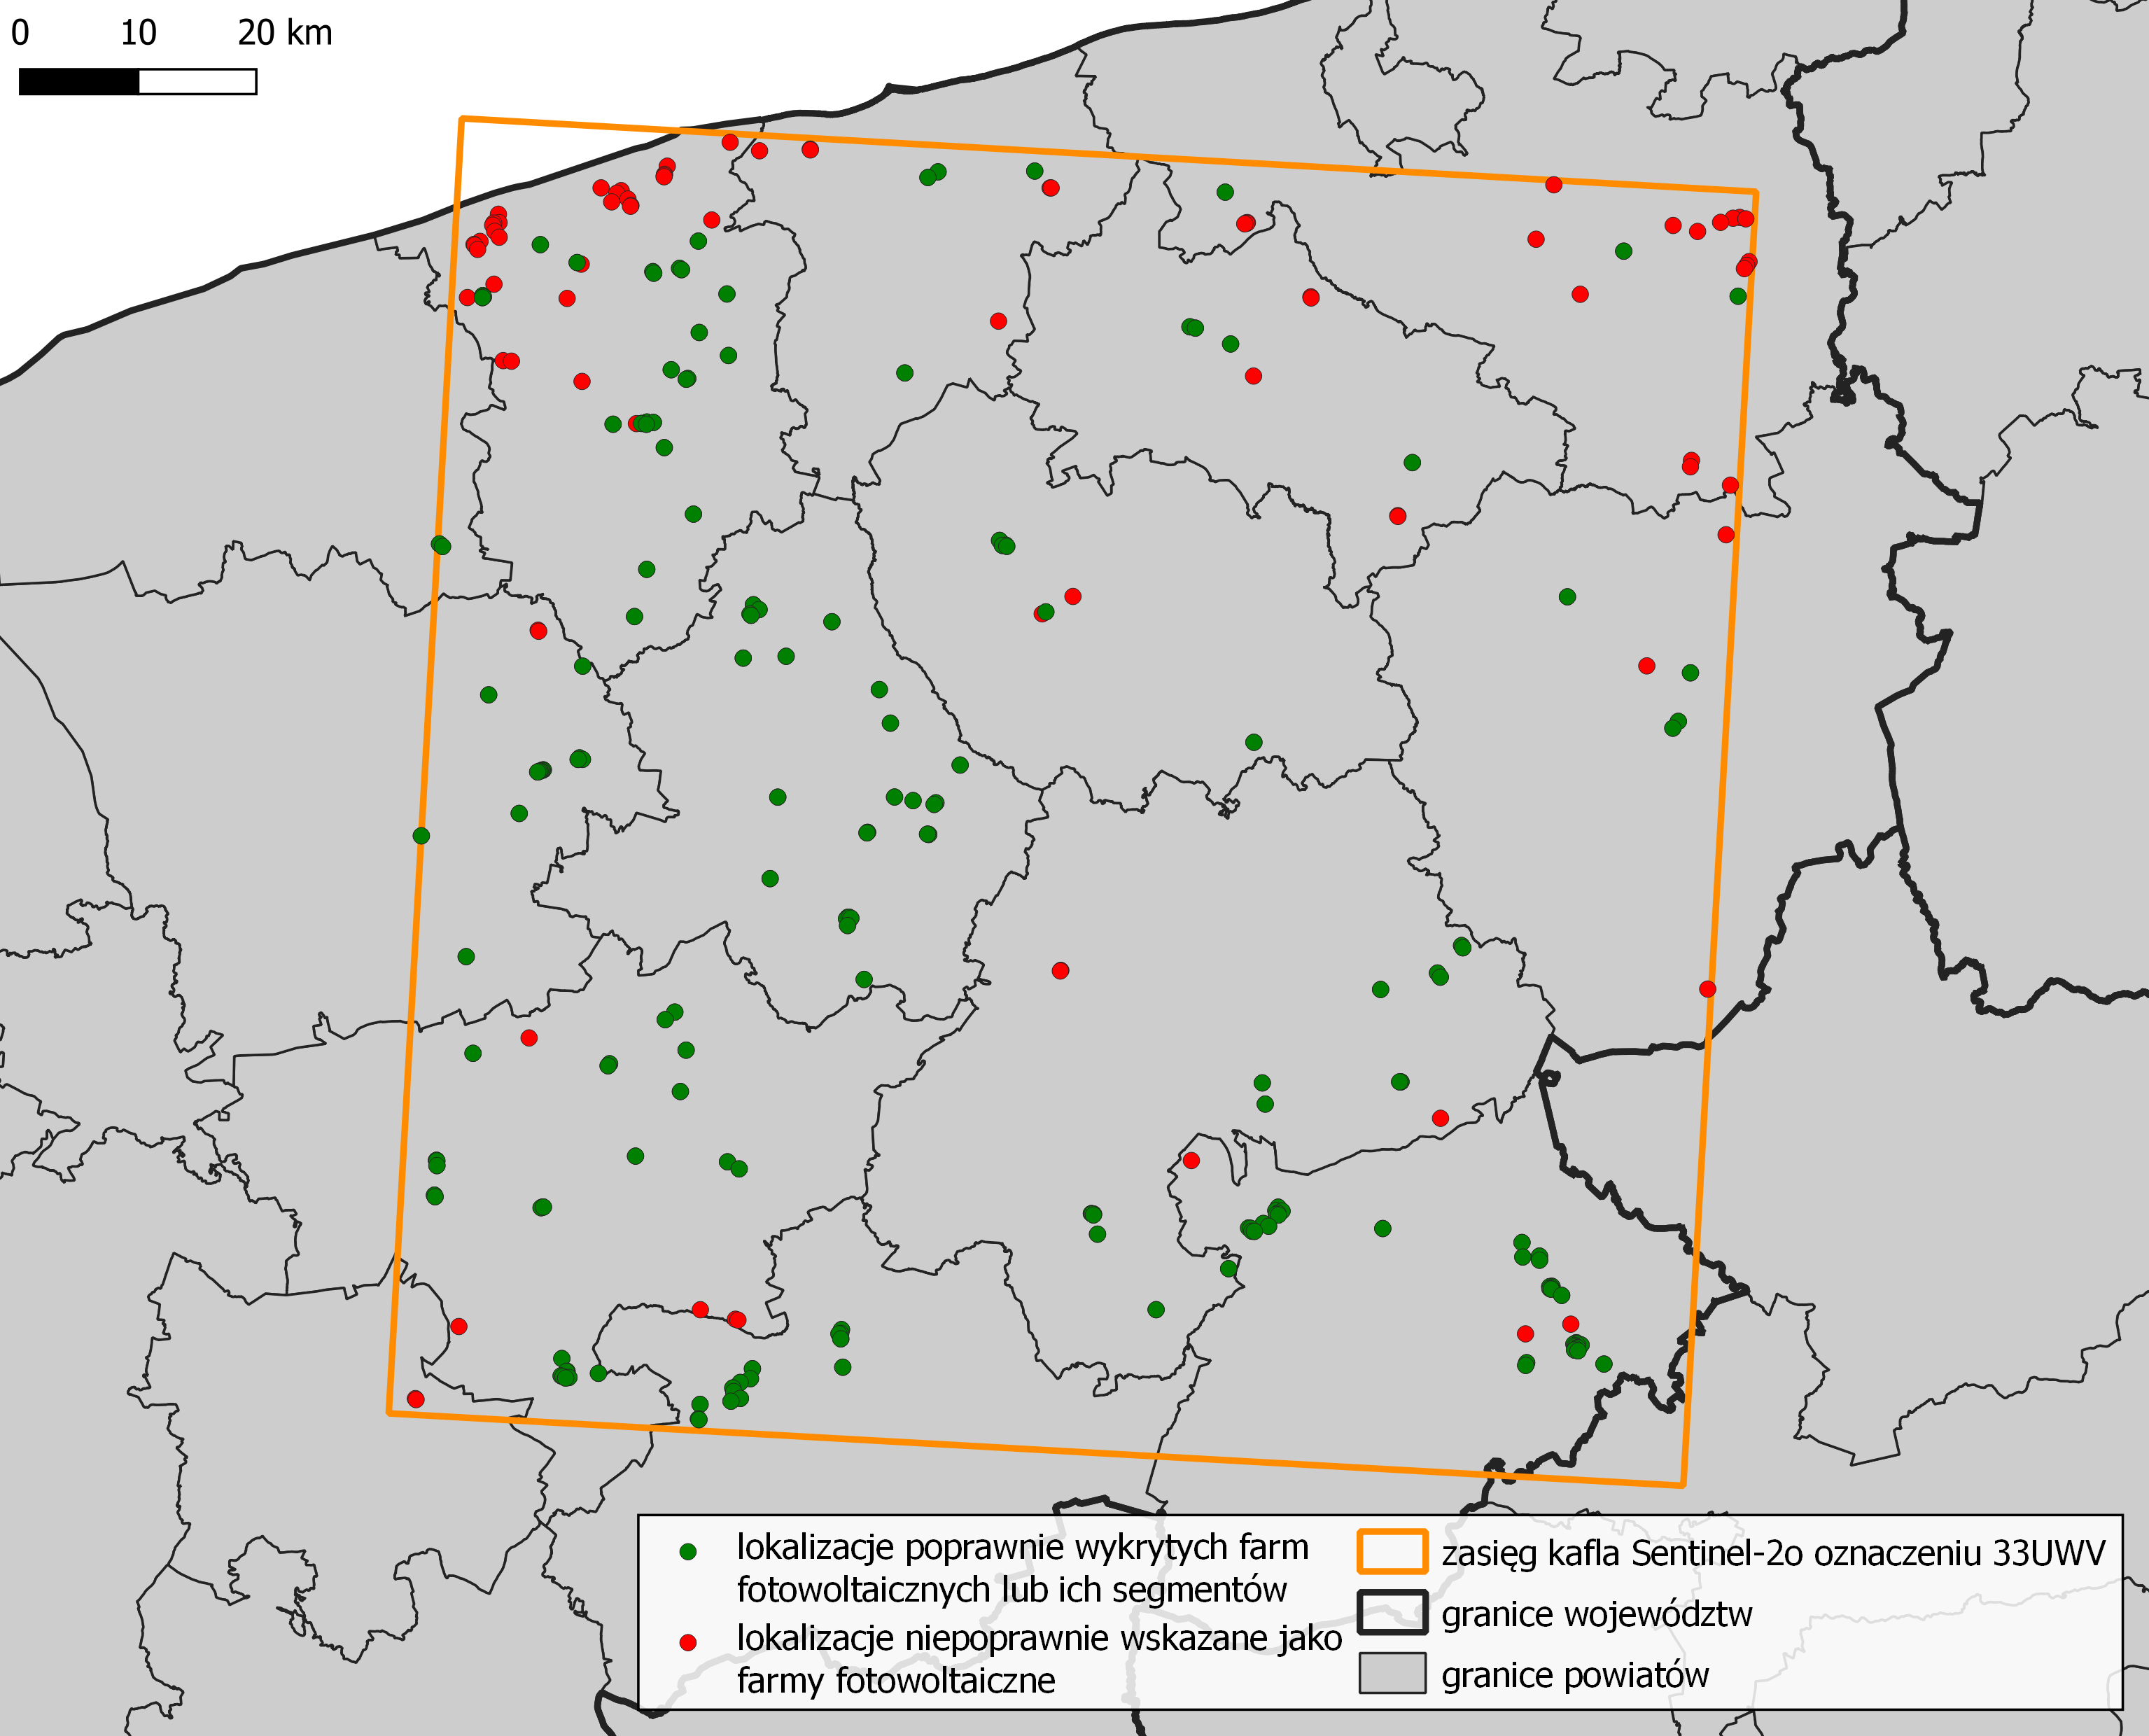 0 10 20 km
lokalizacje poprawnie wykrytych farm
fotowoltaicznych lub ich segmentów
lokalizacje niepoprawnie wskazane jako
farmy fotowoltaiczne
zasięg kafla Sentinel-2o oznaczeniu 33UWV
granice województw
granice powiatów